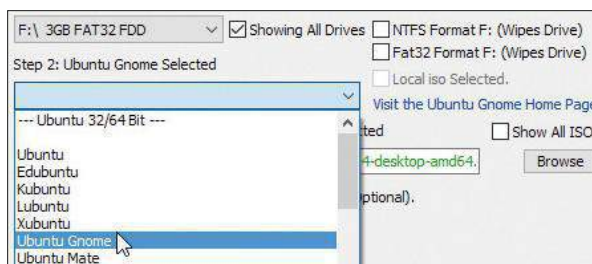 F:\ 3GB FAT32 FDD Showing All Drives NTFS Format F: (Wipes Drive)
Fat32 Format F: (Wipes Drive)
Step 2: Ubuntu Gnome Selected
Local iso Selected.
Visit the Ubuntu Gnome Home Page
--- Ubuntu 32/64 Bit ---
Show All ISO
Ubuntu
4-desktop-amd64. Browse
Edubuntu
Kubuntu
Lubuntu
Xubuntu
Ubuntu Gnome
Ubuntu Mate